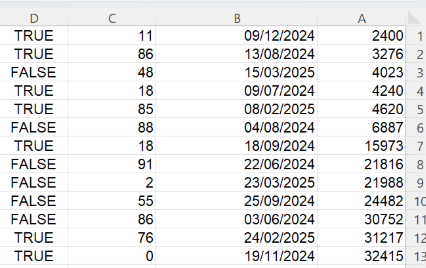 D C B A
TRUE 11 09/12/2024 2400 1
TRUE 86 13/08/2024 3276 2
FALSE 48 15/03/2025 4023 3
TRUE 18 09/07/2024 4240 4
TRUE 85 08/02/2025 4620 5
FALSE 88 04/08/2024 6887 6
TRUE 18 18/09/2024 15973 7
FALSE 91 22/06/2024 21816 8
FALSE 2 23/03/2025 21988 9
FALSE 55 25/09/2024 24482 10
FALSE 86 03/06/2024 30752 11
TRUE 76 24/02/2025 31217 12
TRUE 0 19/11/2024 32415 13